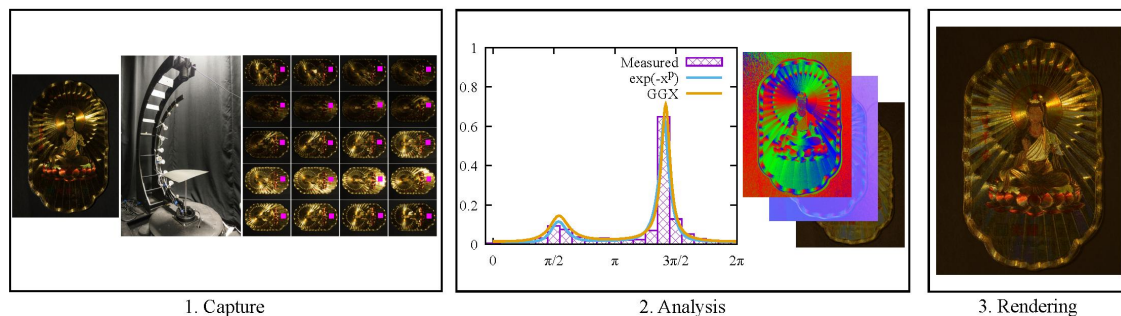 Measured
exp(-xᵖ)
GGX
1
0.8
0.6
0.4
0.2
0
0 π/2 π 3π/2 2π
1. Capture 2. Analysis 3. Rendering